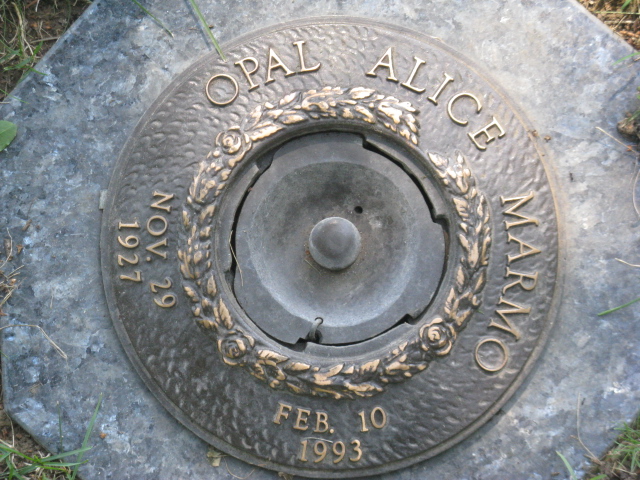 OPAL ALICE MARMO
NOV. 29
1927
FEB. 10
1993